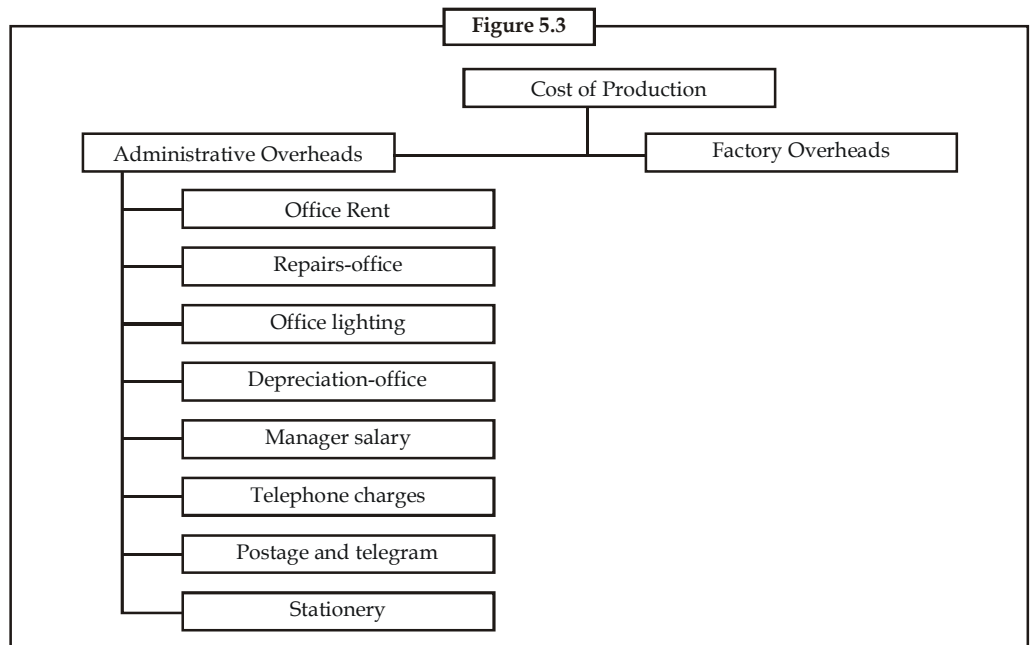 Figure 5.3
Cost of Production
Administrative Overheads
Factory Overheads
Office Rent
Repairs-office
Office lighting
Depreciation-office
Manager salary
Telephone charges
Postage and telegram
Stationery